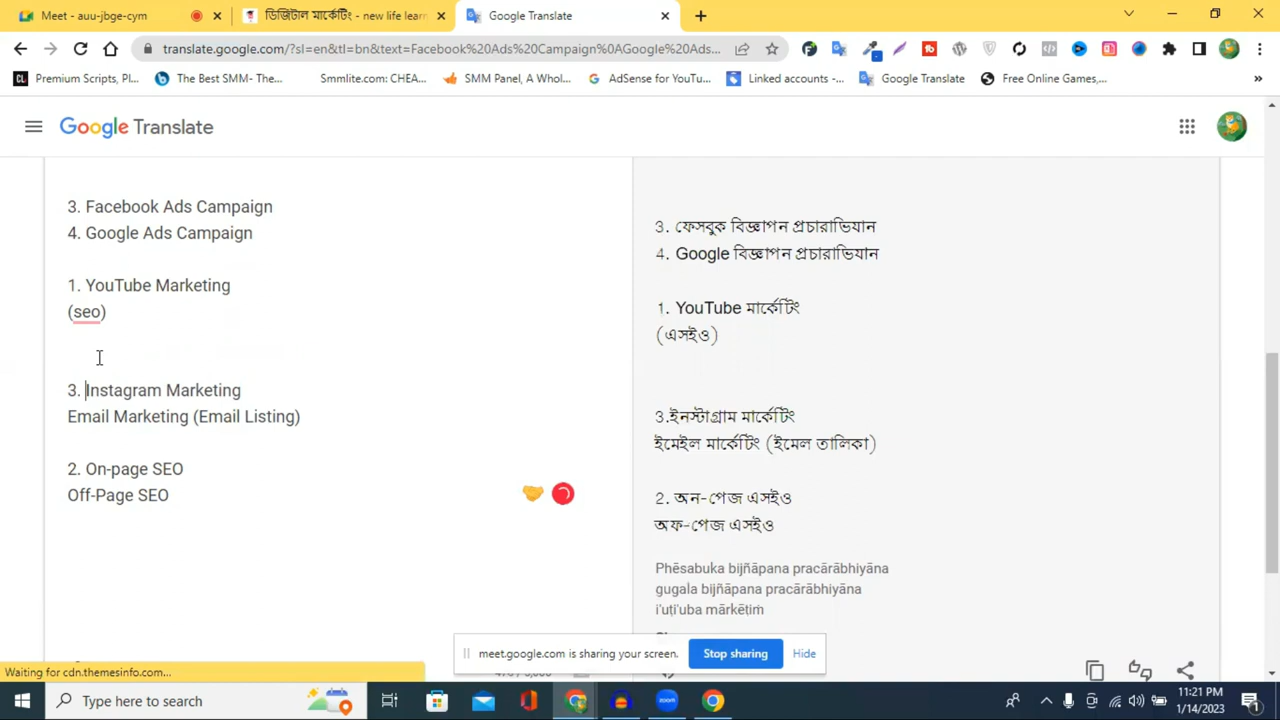 Meet - auu-jbge-cym
ডিজিটাল মার্কেটিং - new life lear
Google Translate
translate.google.com/?sl=en&tl=bn&text=Facebook%20Ads%20Campaign%0AGoogle%20Ads...
Premium Scripts, Pl...
The Best SMM- The...
Smmlite.com: CHEA...
SMM Panel, A Whol...
AdSense for YouTu...
Linked accounts -...
Google Translate
Free Online Games,...
Google Translate
3. Facebook Ads Campaign
4. Google Ads Campaign
1. YouTube Marketing
(seo)
3. Instagram Marketing
Email Marketing (Email Listing)
2. On-page SEO
Off-Page SEO
3. ফেসবুক বিজ্ঞাপন প্রচারাভিযান
4. Google বিজ্ঞাপন প্রচারাভিযান
1. YouTube মার্কেটিং
(এসইও)
3.ইনস্টাগ্রাম মার্কেটিং
ইমেইল মার্কেটিং (ইমেল তালিকা)
2. অন-পেজ এসইও
অফ-পেজ এসইও
Phēsabuka bijñāpana pracārābhiyāna
gugala bijñāpana pracārābhiyāna
i'uṭi'uba mārkēṭiṁ
meet.google.com is sharing your screen.
Stop sharing
Hide
Waiting for cdn.themesinfo.com...
Type here to search
zoom
11:21 PM
1/14/2023